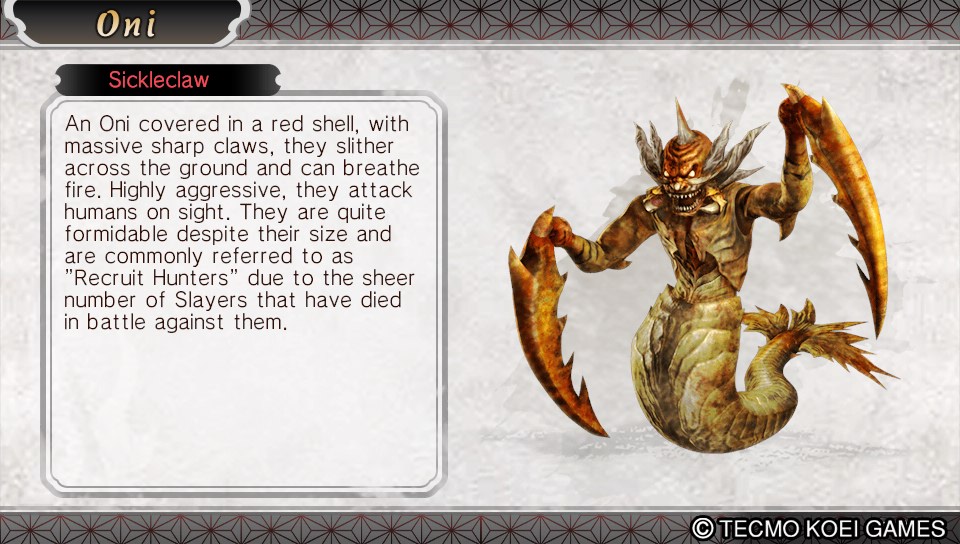 Oni
Sickleclaw
An Oni covered in a red shell, with
massive sharp claws, they slither
across the ground and can breathe
fire. Highly aggressive, they attack
humans on sight. They are quite
formidable despite their size and
are commonly referred to as
"Recruit Hunters" due to the sheer
number of Slayers that have died
in battle against them.
© TECMO KOEI GAMES